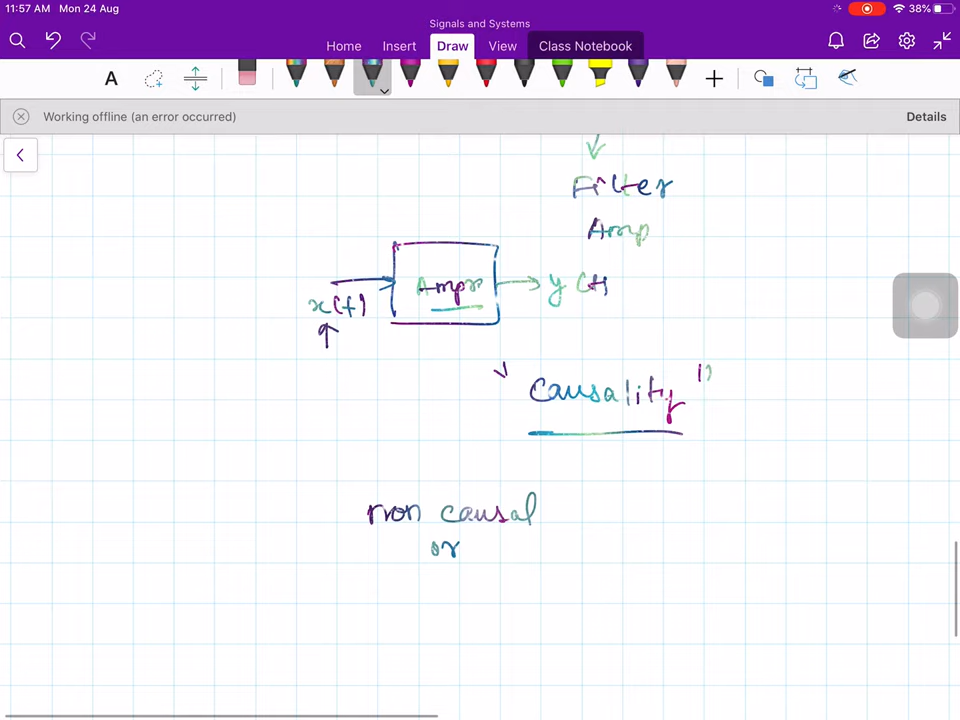 11:57 AM Mon 24 Aug
38%
Signals and Systems
Home Insert Draw View Class Notebook
A
Working offline (an error occurred)
Details
Filter
Amp
x(t)
Ampr
y(t)
" Causality "
non causal
or